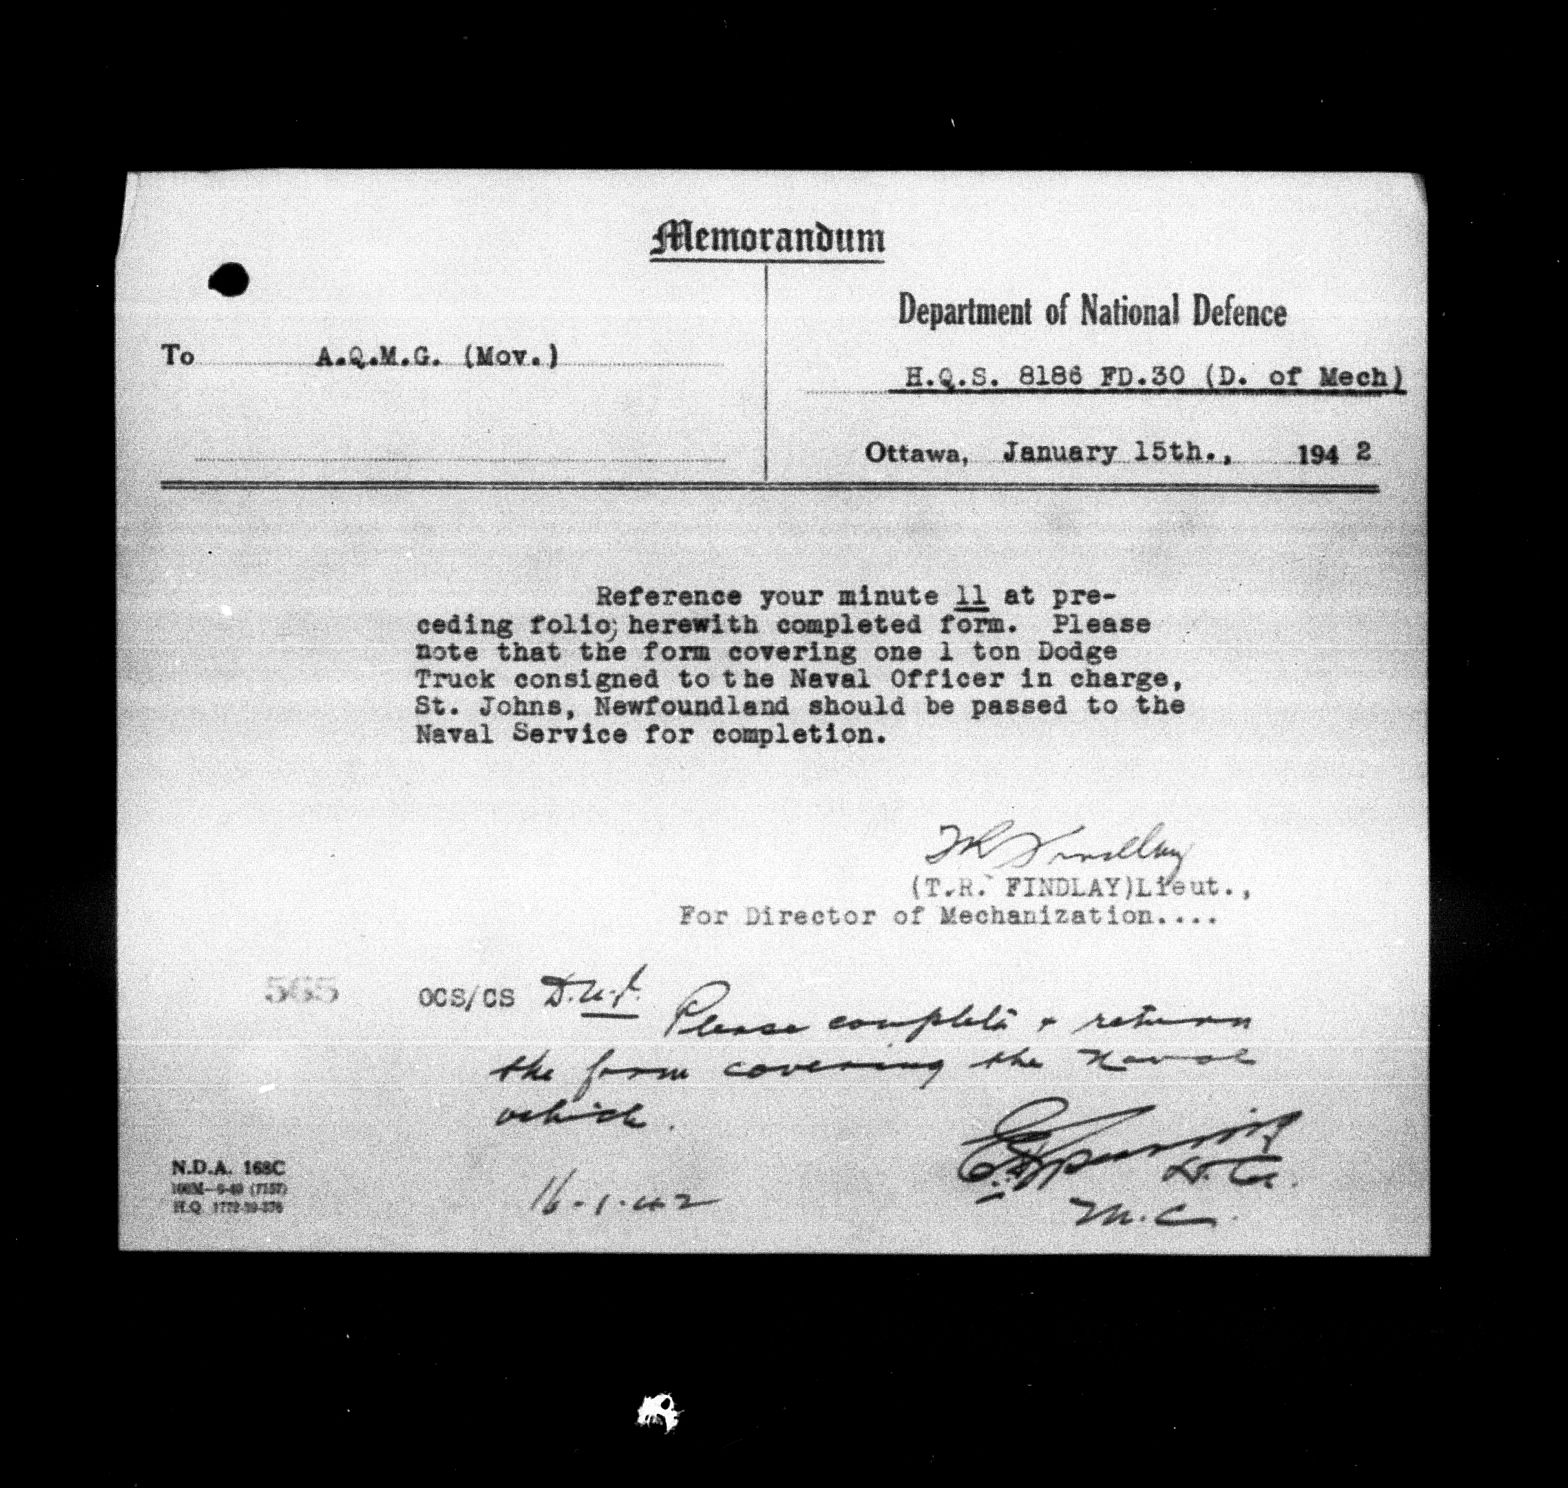 Memorandum
Department of National Defence
To A.Q.M.G. (Mov.)
H.Q.S. 8186 FD.30 (D. of Mech)
Ottawa, January 15th., 194 2
Reference your minute 11 at pre-
ceding folio; herewith completed form. Please
note that the form covering one 1 ton Dodge
Truck consigned to the Naval Officer in charge,
St. Johns, Newfoundland should be passed to the
Naval Service for completion.
(T.R. FINDLAY)Lieut.,
For Director of Mechanization....
565
OCS/CS
Please complete + return
the form covering the Naval
vehicle.
N.D.A. 168C
H.Q. 1772-39-
16-1-42
M.C.